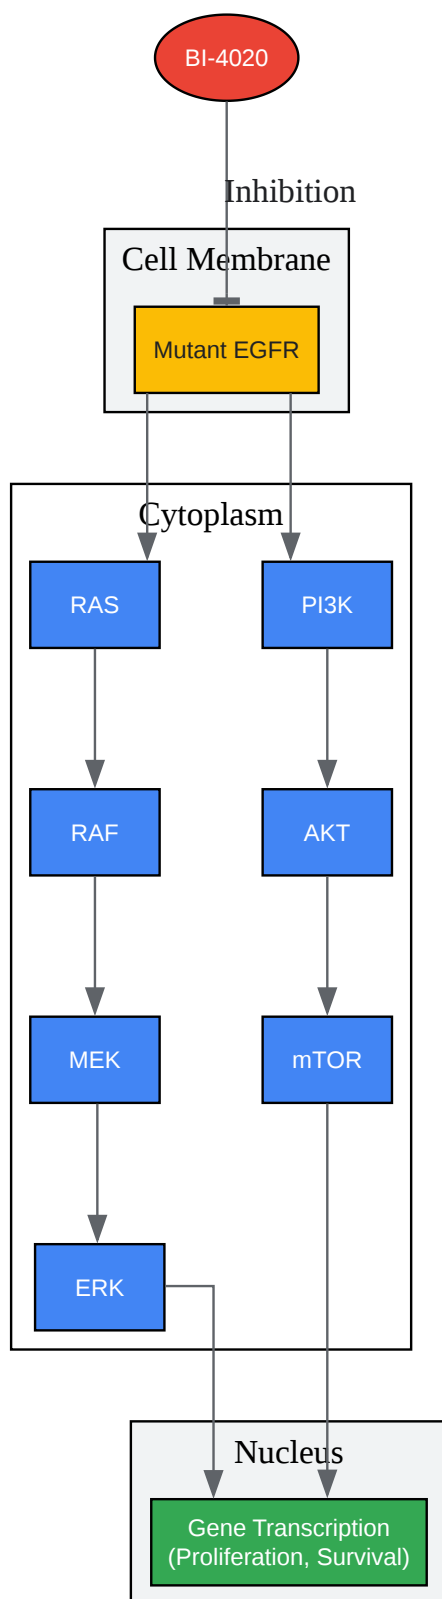 BI-4020
Inhibition
Cell Membrane
Mutant EGFR
Cytoplasm
RAS
PI3K
RAF
AKT
MEK
mTOR
ERK
Nucleus
Gene Transcription
(Proliferation, Survival)